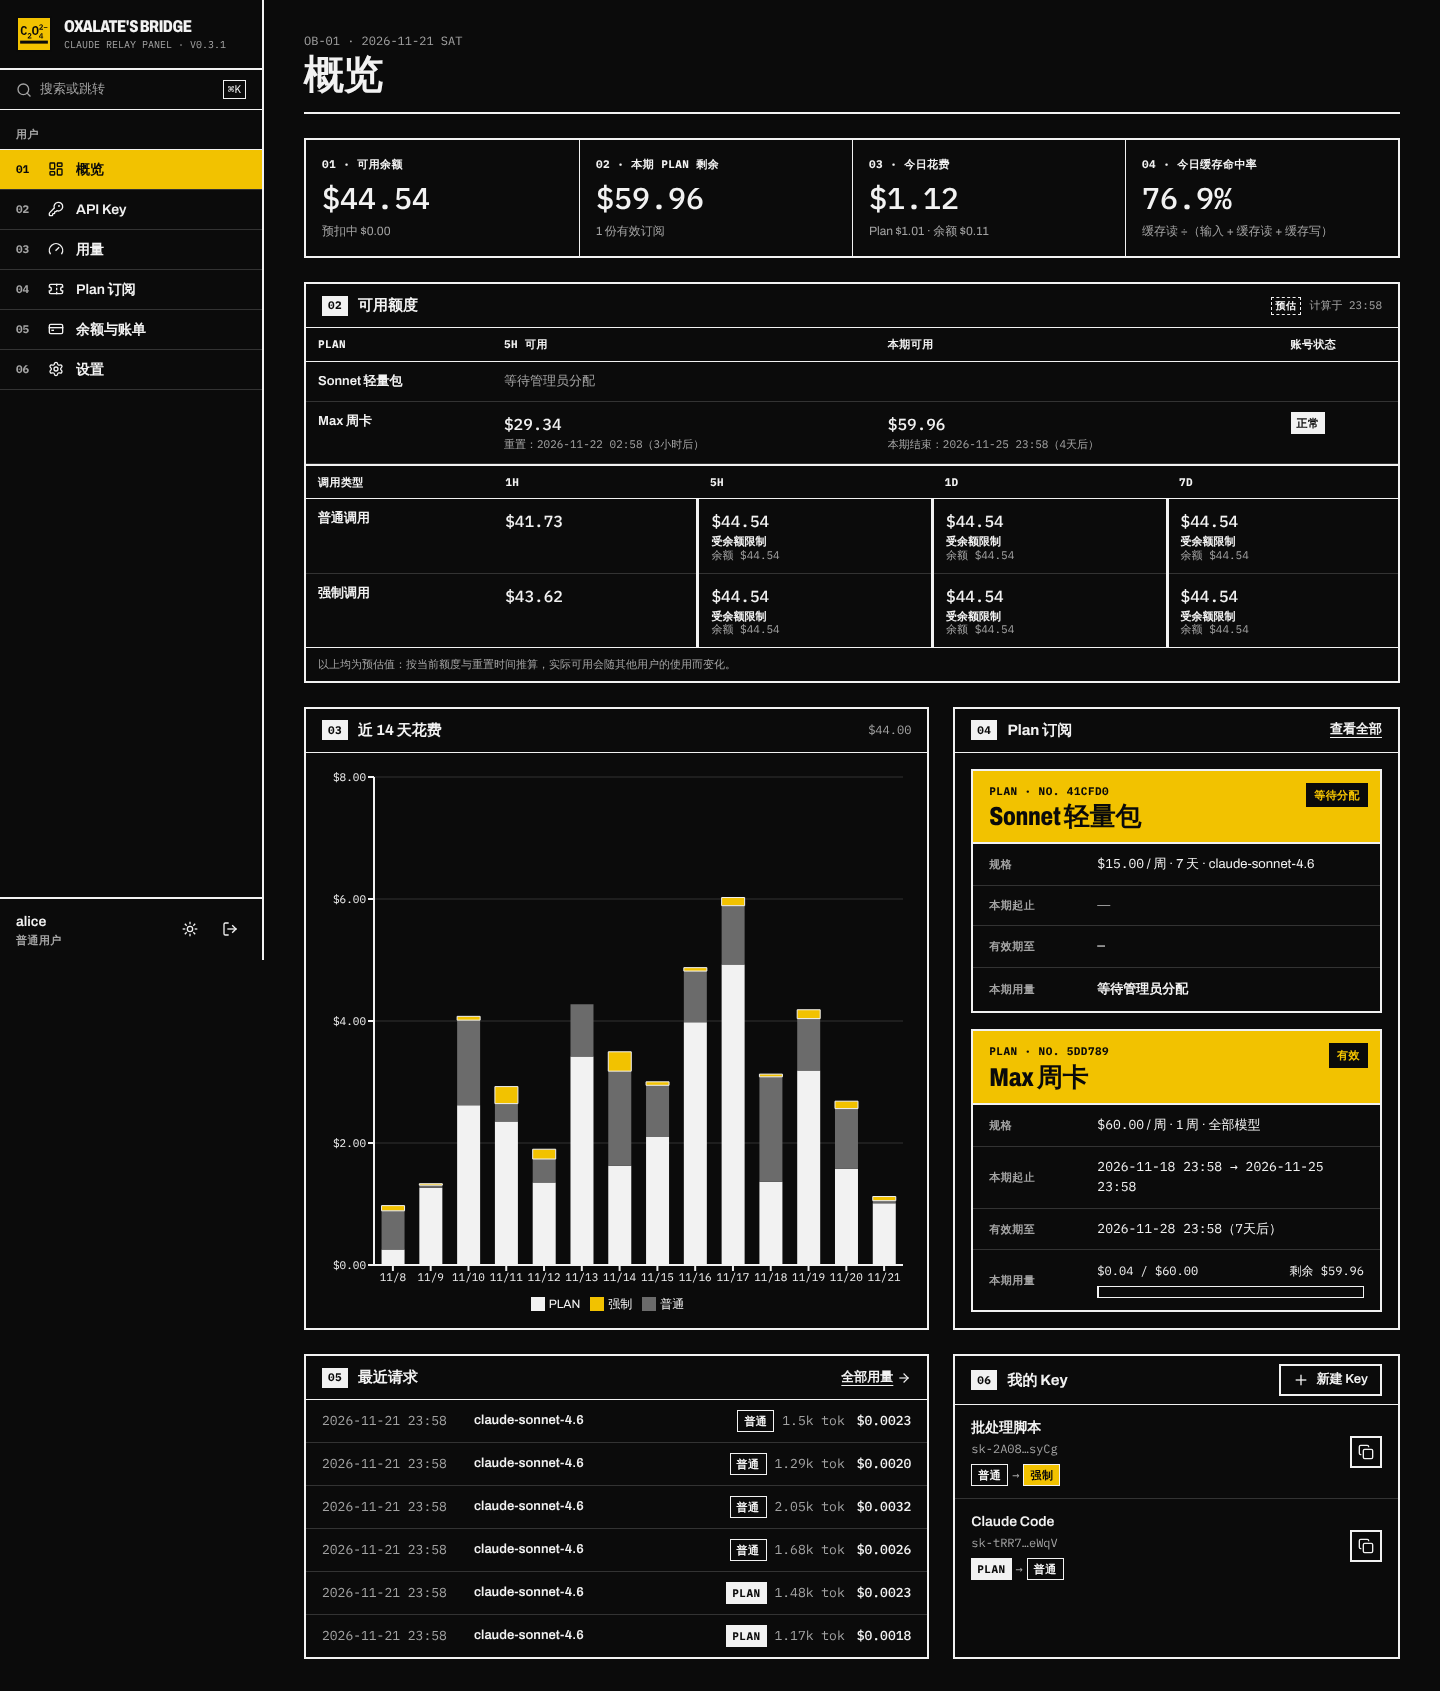 C₂O₄²⁻
OXALATE'S BRIDGE
CLAUDE RELAY PANEL · V0.3.1
搜索或跳转 ⌘K
用户
01 概览
02 API Key
03 用量
04 Plan 订阅
05 余额与账单
06 设置
alice
普通用户
OB-01 · 2026-11-21 SAT
概览
01 · 可用余额
$44.54
预扣中 $0.00
02 · 本期 PLAN 剩余
$59.96
1 份有效订阅
03 · 今日花费
$1.12
Plan $1.01 · 余额 $0.11
04 · 今日缓存命中率
76.9%
缓存读 ÷（输入 + 缓存读 + 缓存写）
02 可用额度 预估 计算于 23:58
PLAN 5H 可用 本期可用 账号状态
Sonnet 轻量包 等待管理员分配
Max 周卡 $29.34 $59.96 正常
重置：2026-11-22 02:58（3小时后） 本期结束：2026-11-25 23:58（4天后）
调用类型 1H 5H 1D 7D
普通调用 $41.73 $44.54 $44.54 $44.54
受余额限制 受余额限制 受余额限制
余额 $44.54 余额 $44.54 余额 $44.54
强制调用 $43.62 $44.54 $44.54 $44.54
受余额限制 受余额限制 受余额限制
余额 $44.54 余额 $44.54 余额 $44.54
以上均为预估值：按当前额度与重置时间推算，实际可用会随其他用户的使用而变化。
03 近 14 天花费 $44.00
$8.00
$6.00
$4.00
$2.00
$0.00
11/8 11/9 11/10 11/11 11/12 11/13 11/14 11/15 11/16 11/17 11/18 11/19 11/20 11/21
PLAN 强制 普通
04 Plan 订阅 查看全部
PLAN · NO. 41CFD0 等待分配
Sonnet 轻量包
规格 $15.00 / 周 · 7 天 · claude-sonnet-4.6
本期起止 —
有效期至 —
本期用量 等待管理员分配
PLAN · NO. 5DD789 有效
Max 周卡
规格 $60.00 / 周 · 1 周 · 全部模型
本期起止 2026-11-18 23:58 → 2026-11-25
23:58
有效期至 2026-11-28 23:58（7天后）
本期用量 $0.04 / $60.00 剩余 $59.96
05 最近请求 全部用量 →
2026-11-21 23:58 claude-sonnet-4.6 普通 1.5k tok $0.0023
2026-11-21 23:58 claude-sonnet-4.6 普通 1.29k tok $0.0020
2026-11-21 23:58 claude-sonnet-4.6 普通 2.05k tok $0.0032
2026-11-21 23:58 claude-sonnet-4.6 普通 1.68k tok $0.0026
2026-11-21 23:58 claude-sonnet-4.6 PLAN 1.48k tok $0.0023
2026-11-21 23:58 claude-sonnet-4.6 PLAN 1.17k tok $0.0018
06 我的 Key + 新建 Key
批处理脚本
sk-2A08…syCg
普通 → 强制
Claude Code
sk-tRR7…eWqV
PLAN → 普通